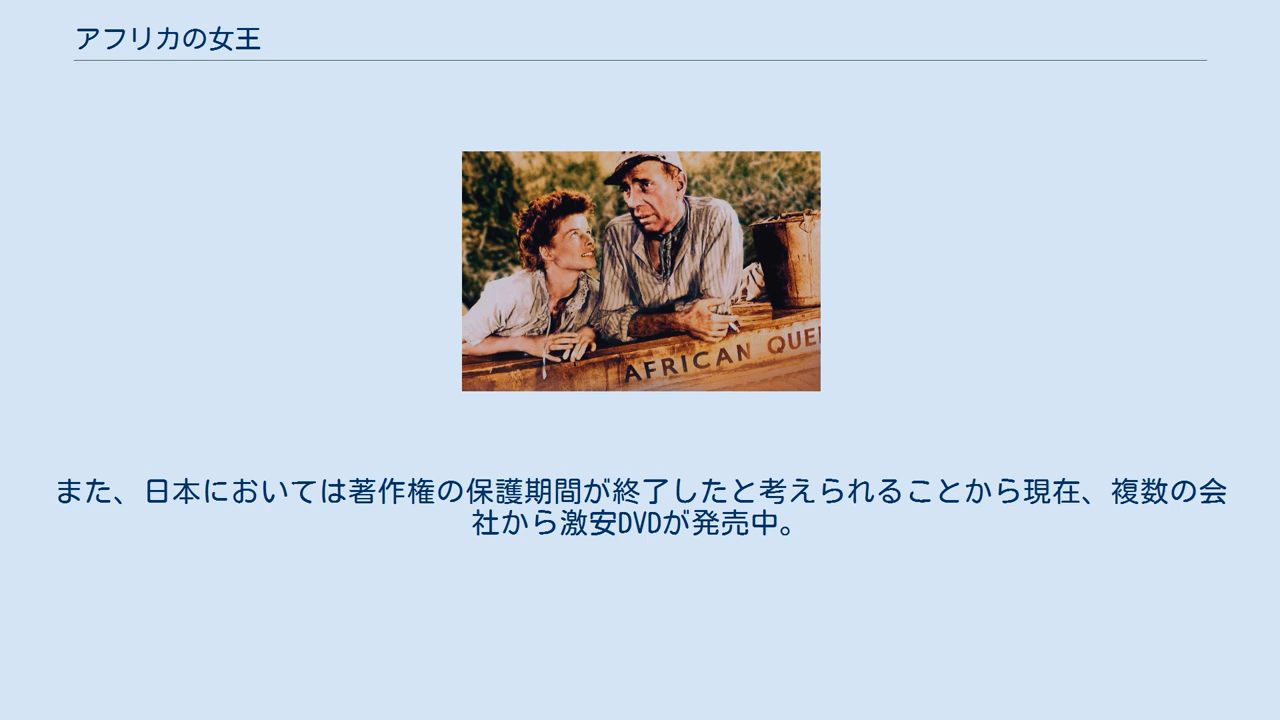 アフリカの女王
AFRICAN QUE
また、日本においては著作権の保護期間が終了したと考えられることから現在、複数の会
社から激安DVDが発売中。